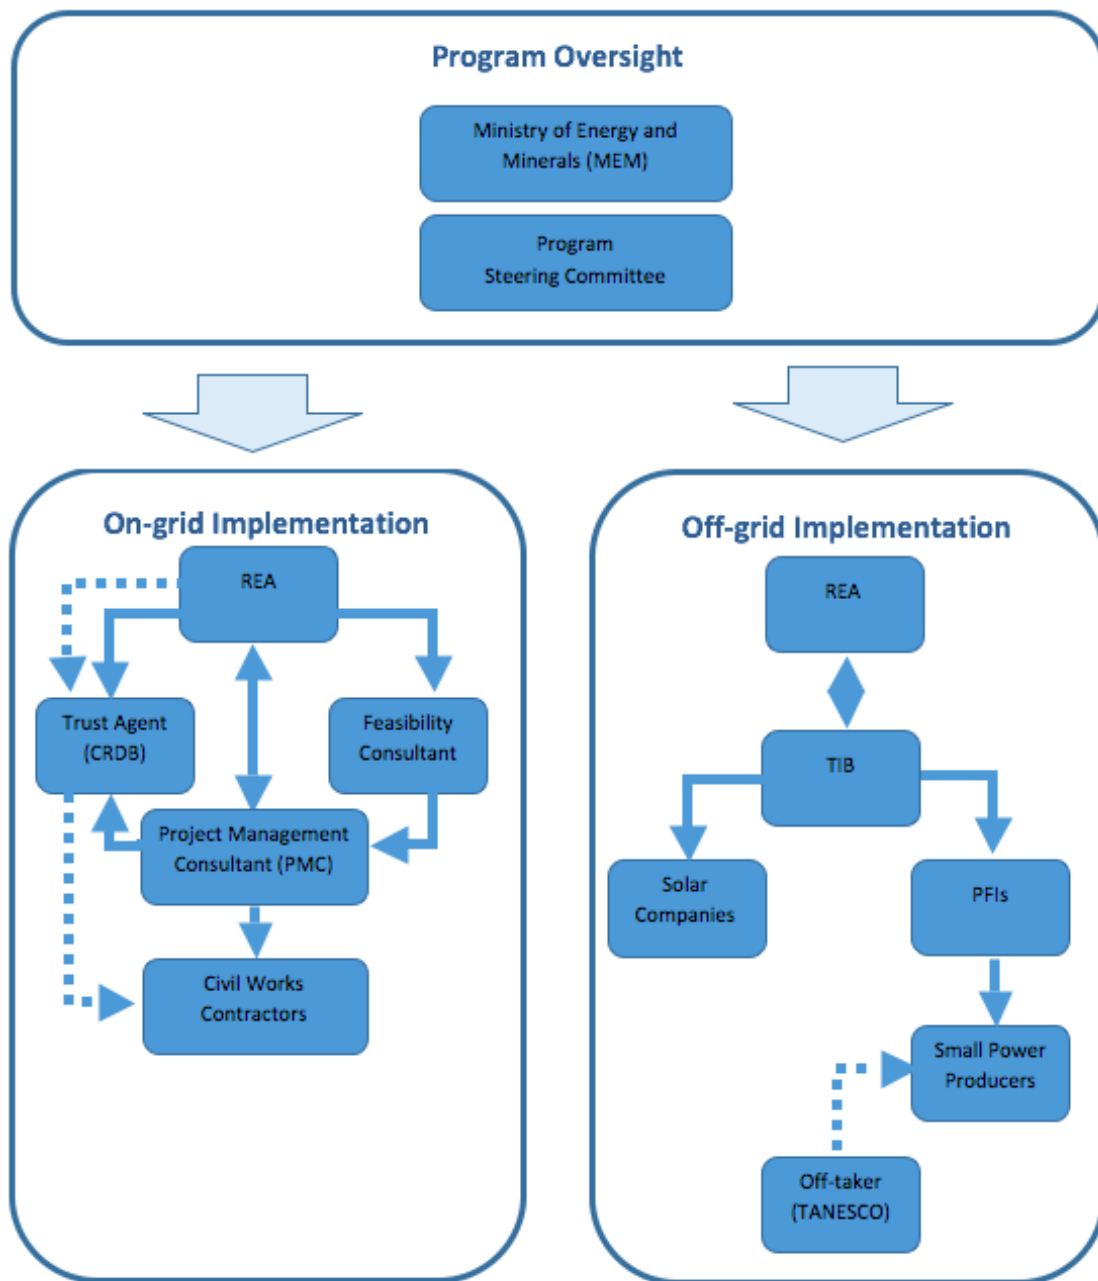 Program Oversight
Ministry of Energy and
Minerals (MEM)
Program
Steering Committee
On-grid Implementation
REA
Trust Agent
(CRDB)
Feasibility
Consultant
Project Management
Consultant (PMC)
Civil Works
Contractors
Off-grid Implementation
REA
TIB
Solar
Companies
PFIs
Small Power
Producers
Off-taker
(TANESCO)